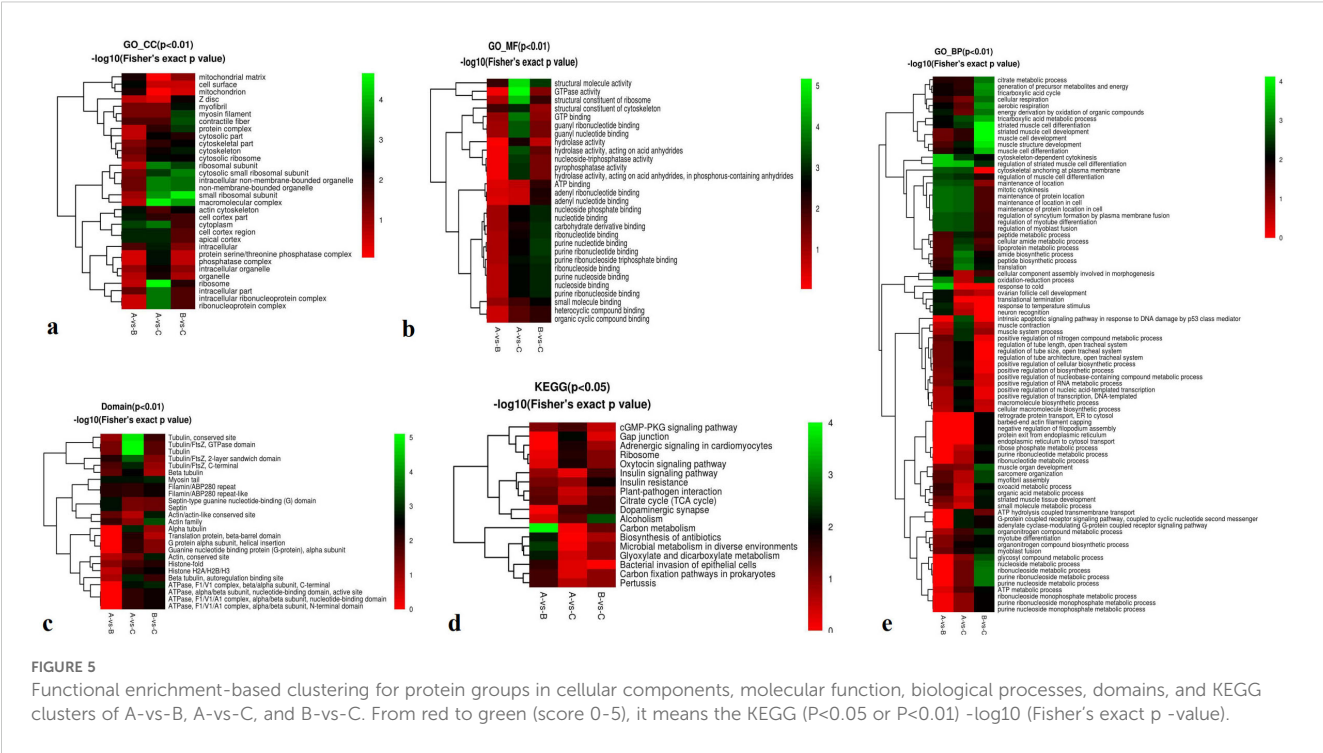 GO_CC(p<0.01)
-log10(Fisher's exact p value)
mitochondrial matrix
cell surface
mitochondrion
Z disc
myofibril
myosin filament
contractile fiber
protein complex
cytosolic part
cytoskeletal part
cytoskeleton
cytosolic ribosome
ribosomal subunit
cytosolic small ribosomal subunit
intracellular non-membrane-bounded organelle
non-membrane-bounded organelle
small ribosomal subunit
macromolecular complex
actin cytoskeleton
cell cortex part
cytoplasm
cell cortex region
apical cortex
intracellular
protein serine/threonine phosphatase complex
phosphatase complex
intracellular organelle
organelle
ribosome
intracellular part
intracellular ribonucleoprotein complex
ribonucleoprotein complex
4
3
2
1
A-vs-B
A-vs-C
B-vs-C
a
GO_MF(p<0.01)
-log10(Fisher's exact p value)
structural molecule activity
GTPase activity
structural constituent of ribosome
structural constituent of cytoskeleton
GTP binding
guanyl ribonucleotide binding
guanyl nucleotide binding
hydrolase activity
hydrolase activity, acting on acid anhydrides
nucleoside-triphosphatase activity
pyrophosphatase activity
hydrolase activity, acting on acid anhydrides, in phosphorus-containing anhydrides
ATP binding
adenyl ribonucleotide binding
adenyl nucleotide binding
nucleoside phosphate binding
nucleotide binding
carbohydrate derivative binding
ribonucleotide binding
purine nucleotide binding
purine ribonucleotide binding
purine ribonucleoside triphosphate binding
ribonucleoside binding
purine nucleoside binding
nucleoside binding
purine ribonucleoside binding
small molecule binding
heterocyclic compound binding
organic cyclic compound binding
5
4
3
2
1
A-vs-B
A-vs-C
B-vs-C
b
Domain(p<0.01)
-log10(Fisher's exact p value)
Tubulin, conserved site
Tubulin/FtsZ, GTPase domain
Tubulin
Tubulin/FtsZ, 2-layer sandwich domain
Tubulin/FtsZ, C-terminal
Beta tubulin
Myosin tail
Filamin/ABP280 repeat
Filamin/ABP280 repeat-like
Septin-type guanine nucleotide-binding (G) domain
Septin
Actin/actin-like conserved site
Actin family
Alpha tubulin
Translation protein, beta-barrel domain
G protein alpha subunit, helical insertion
Guanine nucleotide binding protein (G-protein), alpha subunit
Actin, conserved site
Histone-fold
Histone H2A/H2B/H3
Beta tubulin, autoregulation binding site
ATPase, F1/V1 complex, beta/alpha subunit, C-terminal
ATPase, alpha/beta subunit, nucleotide-binding domain, active site
ATPase, F1/V1/A1 complex, alpha/beta subunit, nucleotide-binding domain
ATPase, F1/V1/A1 complex, alpha/beta subunit, N-terminal domain
5
4
3
2
1
0
A-vs-B
A-vs-C
B-vs-C
c
KEGG(p<0.05)
-log10(Fisher's exact p value)
cGMP-PKG signaling pathway
Gap junction
Adrenergic signaling in cardiomyocytes
Ribosome
Oxytocin signaling pathway
Insulin signaling pathway
Insulin resistance
Plant-pathogen interaction
Citrate cycle (TCA cycle)
Dopaminergic synapse
Alcoholism
Carbon metabolism
Biosynthesis of antibiotics
Microbial metabolism in diverse environments
Glyoxylate and dicarboxylate metabolism
Bacterial invasion of epithelial cells
Carbon fixation pathways in prokaryotes
Pertussis
4
3
2
1
0
A-vs-B
A-vs-C
B-vs-C
d
GO_BP(p<0.01)
-log10(Fisher's exact p value)
citrate metabolic process
generation of precursor metabolites and energy
tricarboxylic acid cycle
cellular respiration
aerobic respiration
energy derivation by oxidation of organic compounds
tricarboxylic acid metabolic process
striated muscle cell differentiation
striated muscle cell development
muscle cell development
muscle structure development
muscle cell differentiation
cytoskeleton-dependent cytokinesis
regulation of striated muscle cell differentiation
cytoskeletal anchoring at plasma membrane
regulation of muscle cell differentiation
maintenance of location
mitotic cytokinesis
maintenance of protein location
maintenance of location in cell
maintenance of protein location in cell
regulation of syncytium formation by plasma membrane fusion
regulation of myotube differentiation
regulation of myoblast fusion
peptide metabolic process
cellular amide metabolic process
lipoprotein metabolic process
amide biosynthetic process
peptide biosynthetic process
translation
cellular component assembly involved in morphogenesis
oxidation-reduction process
response to cold
ovarian follicle cell development
translational termination
response to temperature stimulus
neuron recognition
intrinsic apoptotic signaling pathway in response to DNA damage by p53 class mediator
muscle contraction
muscle system process
positive regulation of nitrogen compound metabolic process
regulation of tube length, open tracheal system
regulation of tube size, open tracheal system
regulation of tube architecture, open tracheal system
positive regulation of cellular biosynthetic process
positive regulation of biosynthetic process
positive regulation of nucleobase-containing compound metabolic process
positive regulation of RNA metabolic process
positive regulation of nucleic acid-templated transcription
positive regulation of transcription, DNA-templated
macromolecule biosynthetic process
cellular macromolecule biosynthetic process
retrograde protein transport, ER to cytosol
barbed-end actin filament capping
negative regulation of filopodium assembly
protein exit from endoplasmic reticulum
endoplasmic reticulum to cytosol transport
ribose phosphate metabolic process
purine ribonucleotide metabolic process
ribonucleotide metabolic process
muscle organ development
sarcomere organization
myofibril assembly
oxoacid metabolic process
organic acid metabolic process
striated muscle tissue development
small molecule metabolic process
ATP hydrolysis coupled transmembrane transport
G-protein coupled receptor signaling pathway, coupled to cyclic nucleotide second messenger
adenylate cyclase-modulating G-protein coupled receptor signaling pathway
organonitrogen compound metabolic process
myotube differentiation
organonitrogen compound biosynthetic process
myoblast fusion
glycosyl compound metabolic process
nucleoside metabolic process
ribonucleoside metabolic process
purine ribonucleoside metabolic process
purine nucleoside metabolic process
ATP metabolic process
ribonucleoside monophosphate metabolic process
purine ribonucleoside monophosphate metabolic process
purine nucleoside monophosphate metabolic process
4
3
2
1
0
A-vs-B
A-vs-C
B-vs-C
e
FIGURE 5
Functional enrichment-based clustering for protein groups in cellular components, molecular function, biological processes, domains, and KEGG
clusters of A-vs-B, A-vs-C, and B-vs-C. From red to green (score 0-5), it means the KEGG (P<0.05 or P<0.01) -log10 (Fisher's exact p -value).